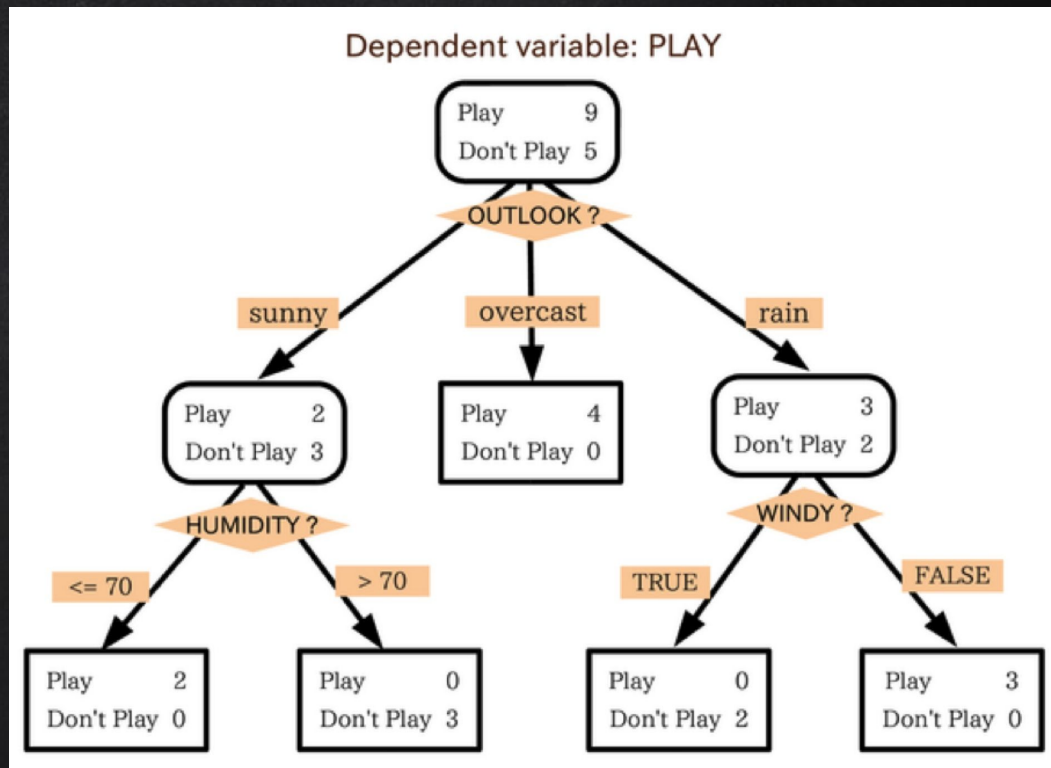 Dependent variable: PLAY
Play 9
Don't Play 5
OUTLOOK ?
sunny
overcast
rain
Play 2
Don't Play 3
Play 4
Don't Play 0
Play 3
Don't Play 2
HUMIDITY ?
WINDY ?
<= 70
> 70
TRUE
FALSE
Play 2
Don't Play 0
Play 0
Don't Play 3
Play 0
Don't Play 2
Play 3
Don't Play 0